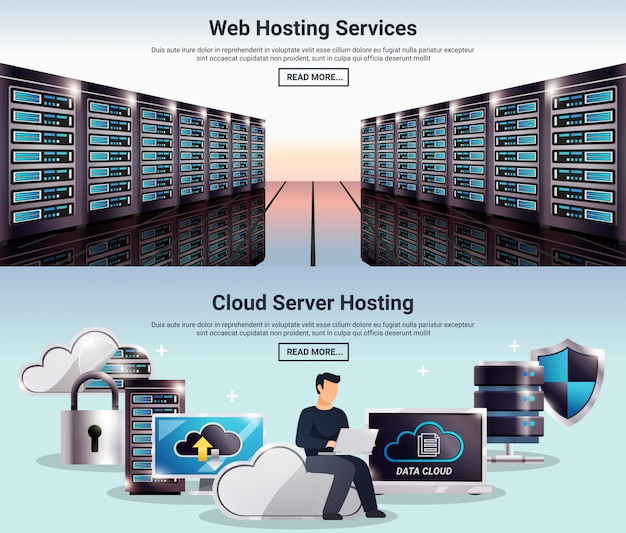 Web Hosting Services
Duis aute irure dolor in reprehenderit in voluptate velit esse cillum dolore eu fugiat nulla pariatur.
Excepteur sint occaecat cupidatat non proident, sunt in culpa qui officia deserunt mollit
READ MORE...
Cloud Server Hosting
Duis aute irure dolor in reprehenderit in voluptate velit esse cillum dolore eu fugiat nulla pariatur.
Excepteur sint occaecat cupidatat non proident, sunt in culpa qui officia deserunt mollit
READ MORE...
DATA CLOUD